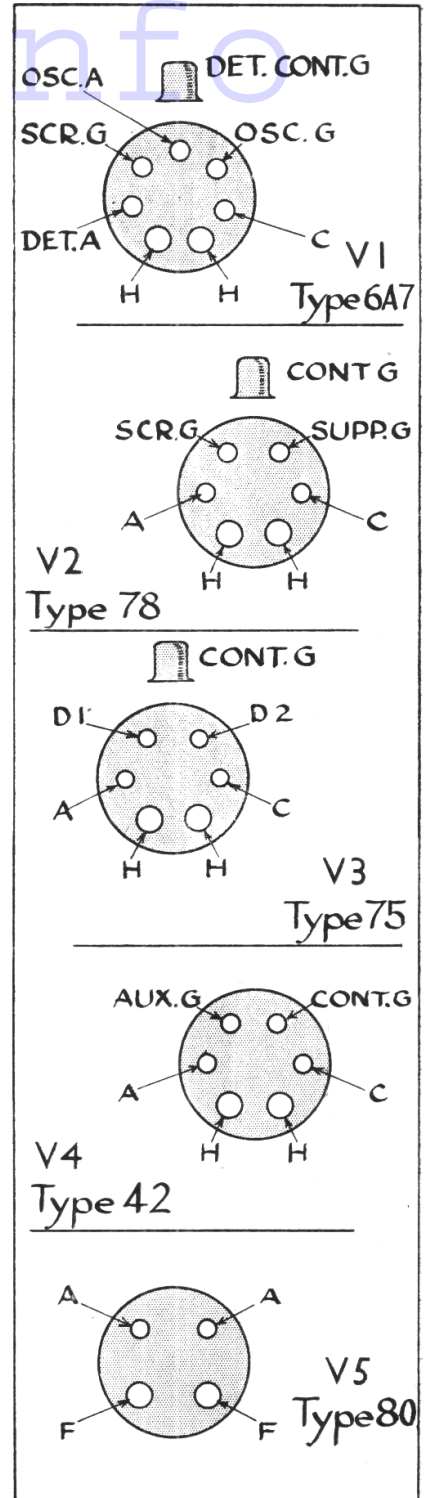 nfo
OSC.A DET. CONT.G
SCR.G OSC. G
DET.A C
H H
V1
Type 6A7
CONT G
SCR.G SUPP.G
A C
H H
V2
Type 78
CONT. G
D1 D2
A C
H H
V3
Type 75
AUX.G CONT.G
A C
H H
V4
Type 42
A A
F F
V5
Type 80